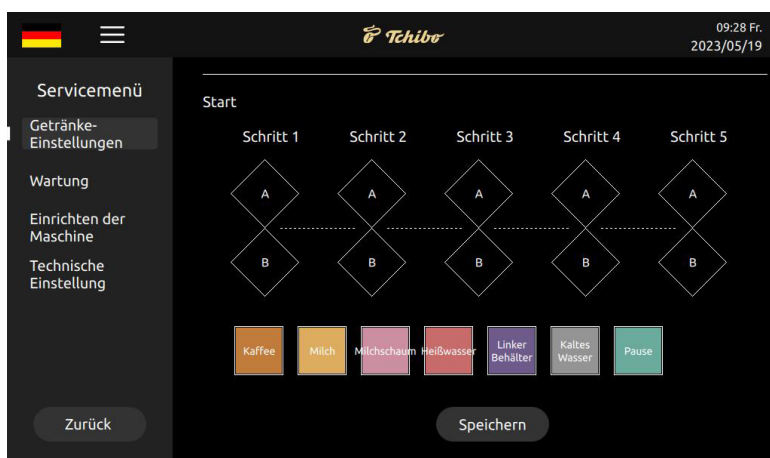 Tchibo
09:28 Fr.
2023/05/19
Servicemenü
Getränke-
Einstellungen
Wartung
Einrichten der
Maschine
Technische
Einstellung
Zurück
Start
Schritt 1 Schritt 2 Schritt 3 Schritt 4 Schritt 5
A A A A A
B B B B B
Kaffee Milch Milchschaum Heißwasser Linker Behälter Kaltes Wasser Pause
Speichern